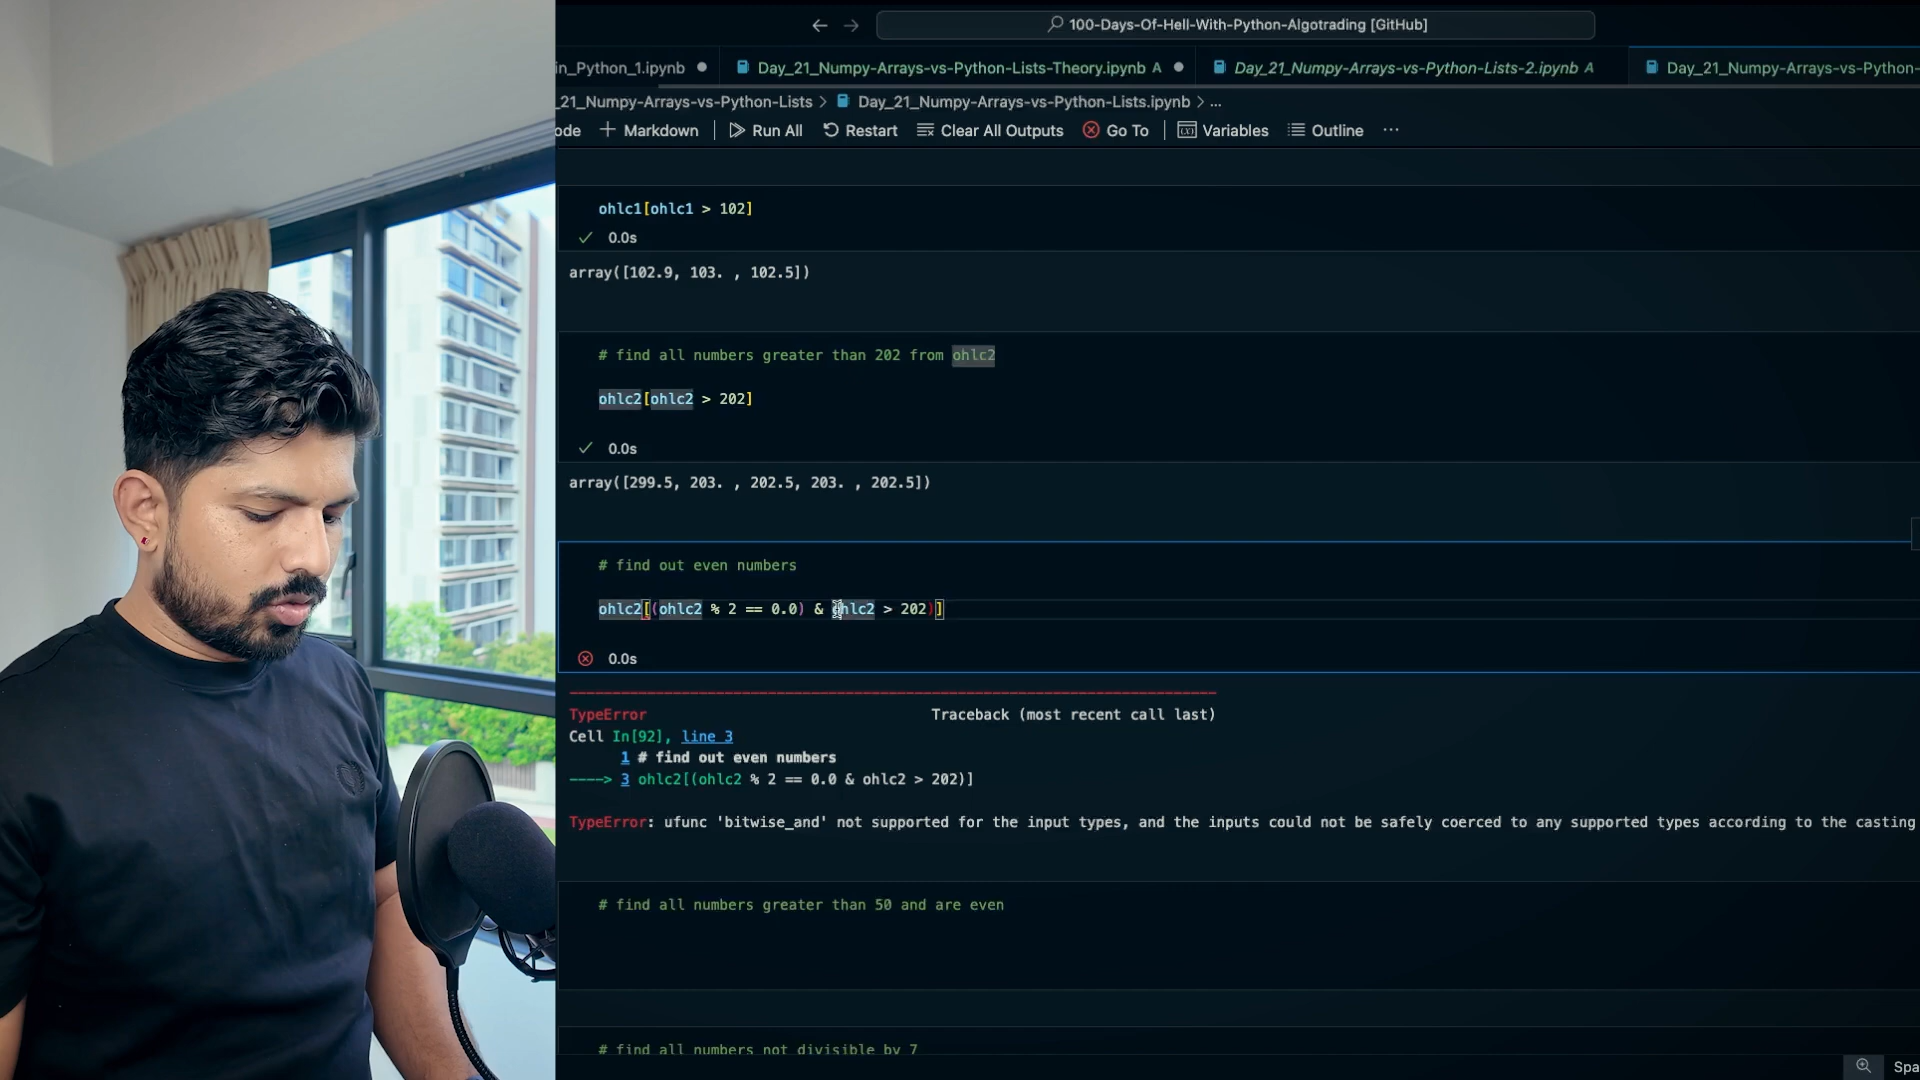 100-Days-Of-Hell-With-Python-Algotrading [GitHub]
in_Python_1.ipynb
Day_21_Numpy-Arrays-vs-Python-Lists-Theory.ipynb A
Day_21_Numpy-Arrays-vs-Python-Lists-2.ipynb A
Day_21_Numpy-Arrays-vs-Python-
_21_Numpy-Arrays-vs-Python-Lists > Day_21_Numpy-Arrays-vs-Python-Lists.ipynb > ...
ode + Markdown | Run All Restart Clear All Outputs Go To | Variables Outline ...
ohlc1[ohlc1 > 102]
0.0s
array([102.9, 103. , 102.5])
# find all numbers greater than 202 from ohlc2
ohlc2[ohlc2 > 202]
0.0s
array([299.5, 203. , 202.5, 203. , 202.5])
# find out even numbers
ohlc2[(ohlc2 % 2 == 0.0) & ohlc2 > 202)]
0.0s
TypeError Traceback (most recent call last)
Cell In[92], line 3
1 # find out even numbers
----> 3 ohlc2[(ohlc2 % 2 == 0.0 & ohlc2 > 202)]
TypeError: ufunc 'bitwise_and' not supported for the input types, and the inputs could not be safely coerced to any supported types according to the casting
# find all numbers greater than 50 and are even
# find all numbers not divisible by 7
Spa